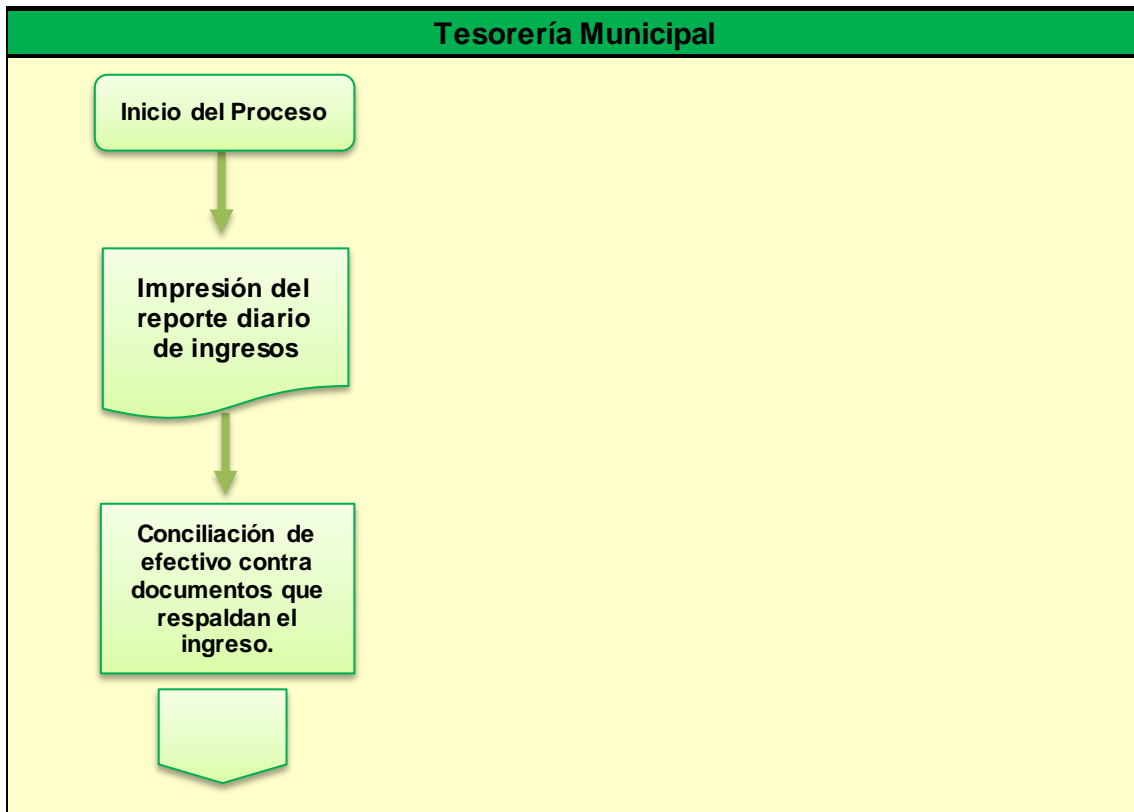 Tesorería Municipal
Inicio del Proceso
Impresión del
reporte diario
de ingresos
Conciliación de
efectivo contra
documentos que
respaldan el
ingreso.